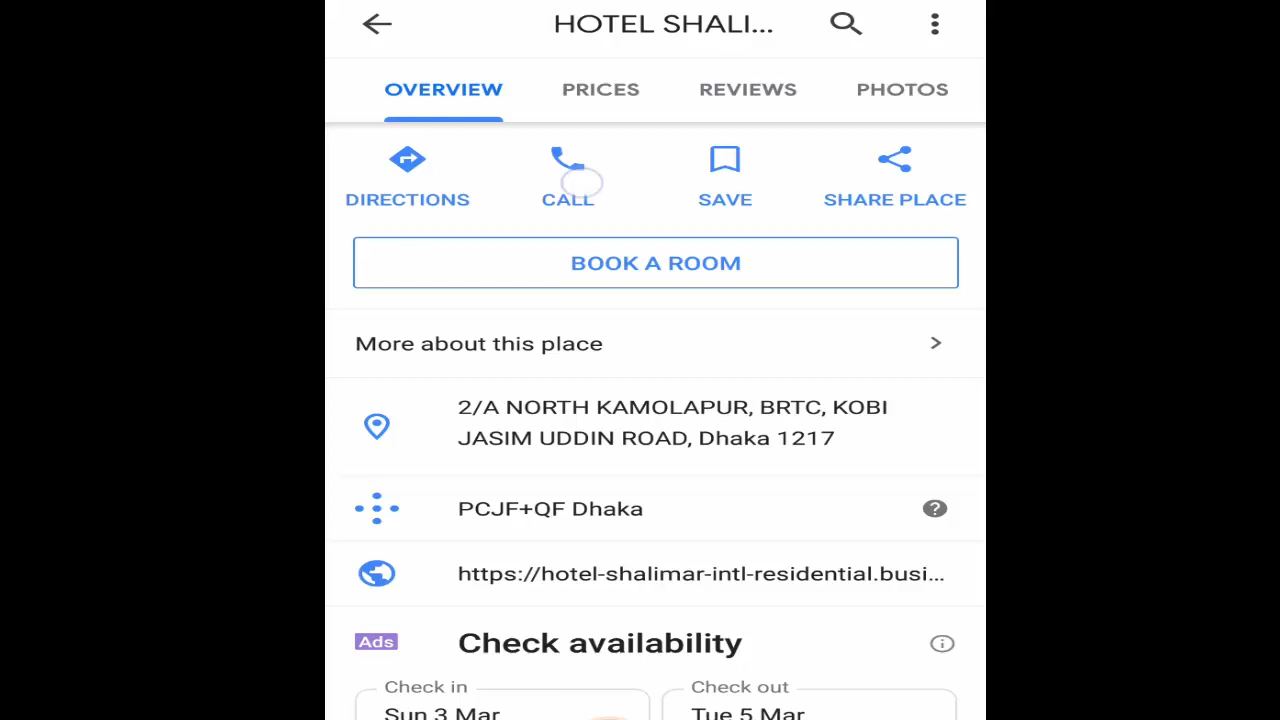 HOTEL SHALI...
OVERVIEW PRICES REVIEWS PHOTOS
DIRECTIONS CALL SAVE SHARE PLACE
BOOK A ROOM
More about this place
2/A NORTH KAMOLAPUR, BRTC, KOBI
JASIM UDDIN ROAD, Dhaka 1217
PCJF+QF Dhaka
https://hotel-shalimar-intl-residential.busi...
Ads Check availability
Check in Check out
Sun 3 Mar Tue 5 Mar